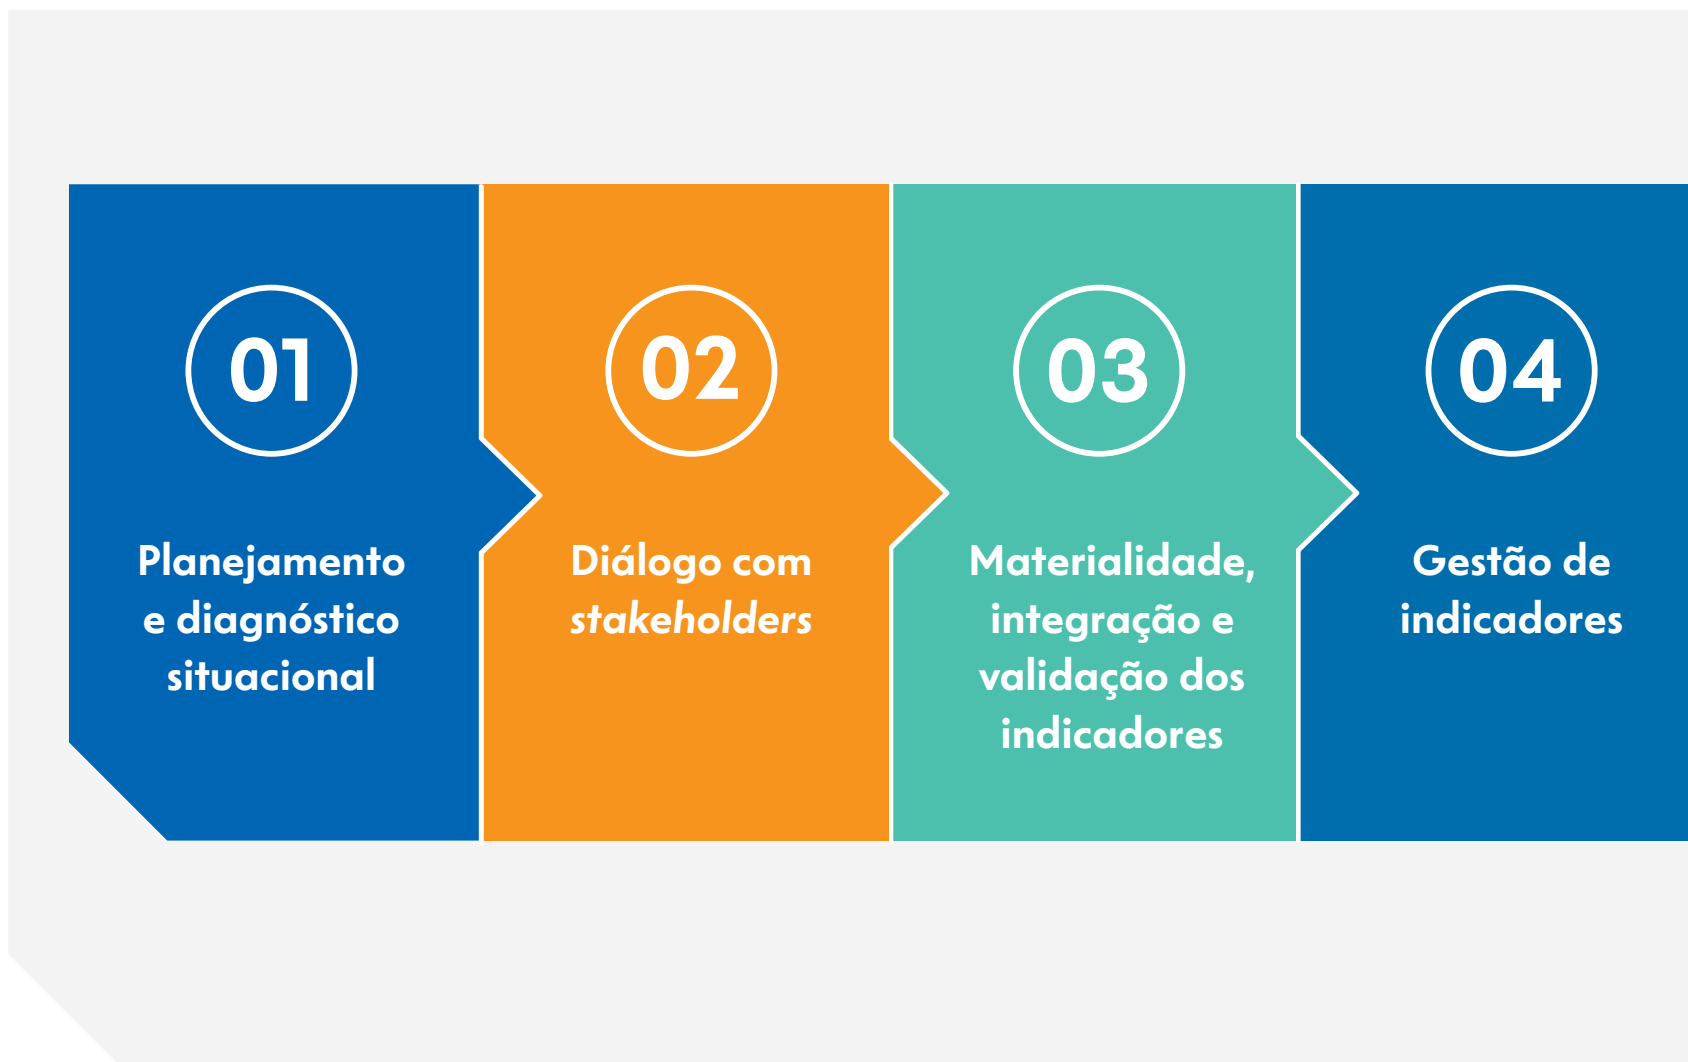 01
Planejamento
e diagnóstico
situacional
02
Diálogo com
stakeholders
03
Materialidade,
integração e
validação dos
indicadores
04
Gestão de
indicadores